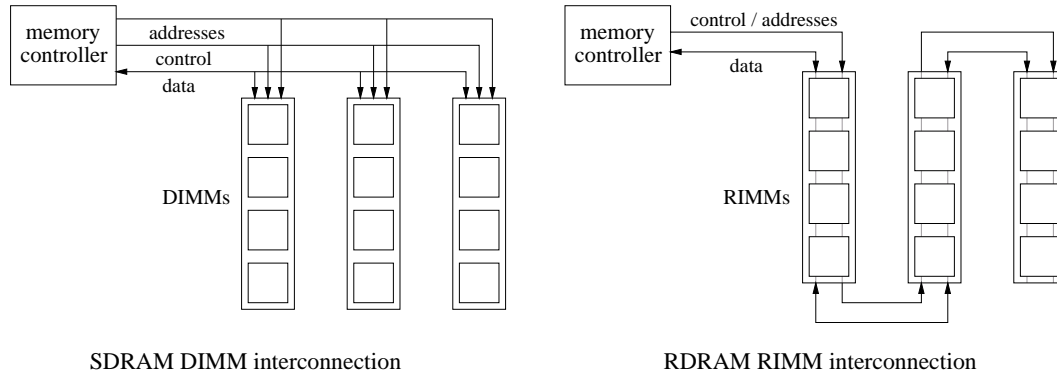 memory
controller
addresses
control
data
DIMMs
SDRAM DIMM interconnection
memory
controller
control / addresses
data
RIMMs
RDRAM RIMM interconnection